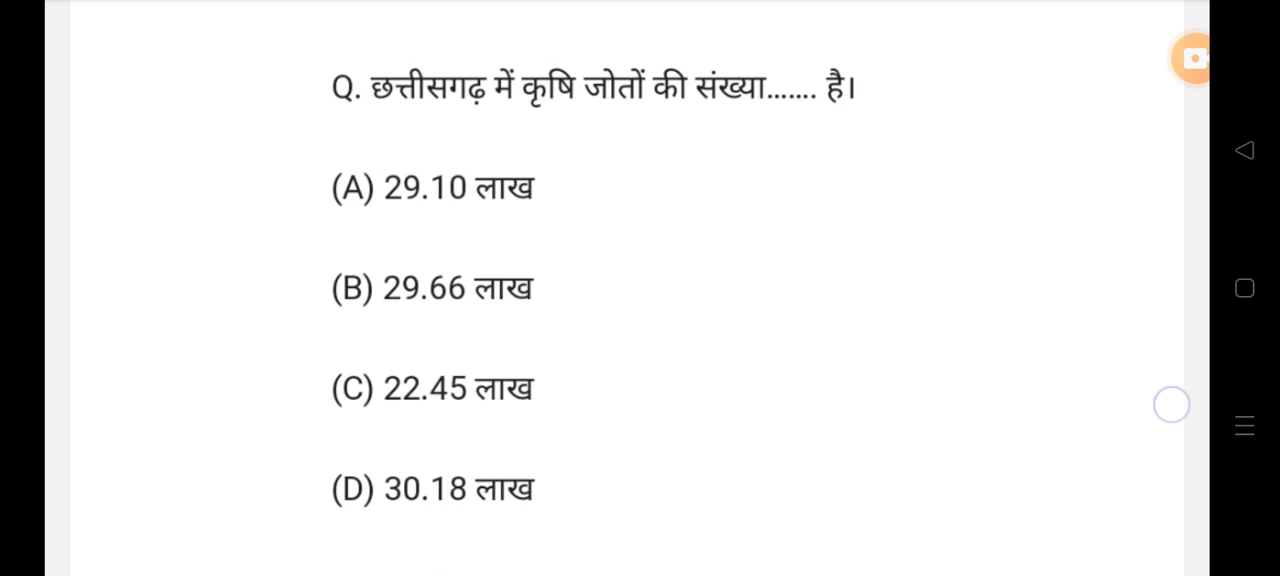 Q. छत्तीसगढ़ में कृषि जोतों की संख्या....... है।
(A) 29.10 लाख
(B) 29.66 लाख
(C) 22.45 लाख
(D) 30.18 लाख